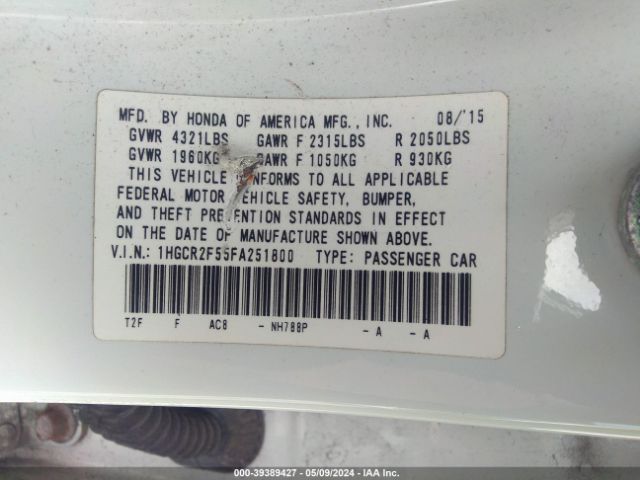 MFD. BY HONDA OF AMERICA MFG., INC. 08/'15
GVWR 4321LBS GAWR F 2315LBS R 2050LBS
GVWR 1960KG GAWR F 1050KG R 930KG
THIS VEHICLE CONFORMS TO ALL APPLICABLE
FEDERAL MOTOR VEHICLE SAFETY, BUMPER,
AND THEFT PREVENTION STANDARDS IN EFFECT
ON THE DATE OF MANUFACTURE SHOWN ABOVE.
V.I.N.: 1HGCR2F55FA251800 TYPE: PASSENGER CAR
T2F F AC8 - NH788P - A - A
000-39389427 - 05/09/2024 - IAA Inc.